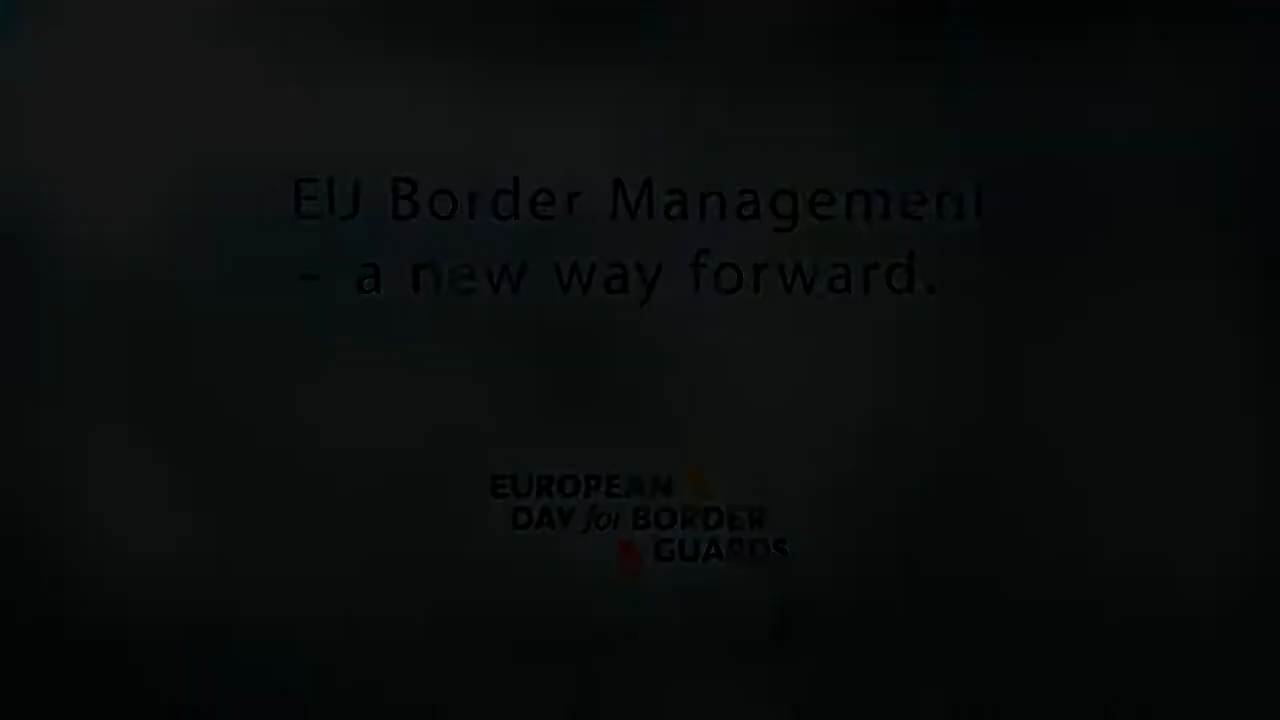 EU Border Management
- a new way forward.
EUROPEAN
DAY for BORDER
GUARDS